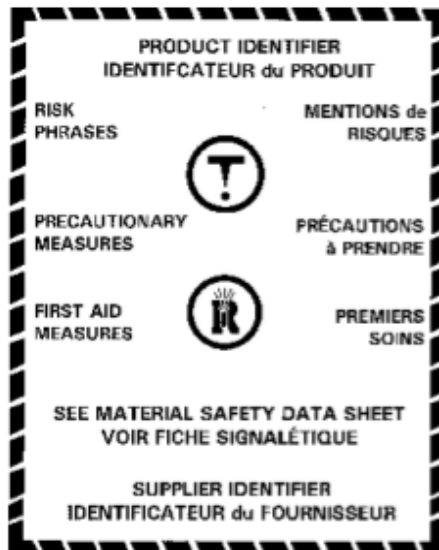 PRODUCT IDENTIFIER
IDENTIFCATEUR du PRODUIT
RISK
PHRASES
MENTIONS de
RISQUES
PRECAUTIONARY
MEASURES
PRÉCAUTIONS
à PRENDRE
FIRST AID
MEASURES
PREMIERS
SOINS
SEE MATERIAL SAFETY DATA SHEET
VOIR FICHE SIGNALÉTIQUE
SUPPLIER IDENTIFIER
IDENTIFICATEUR du FOURNISSEUR